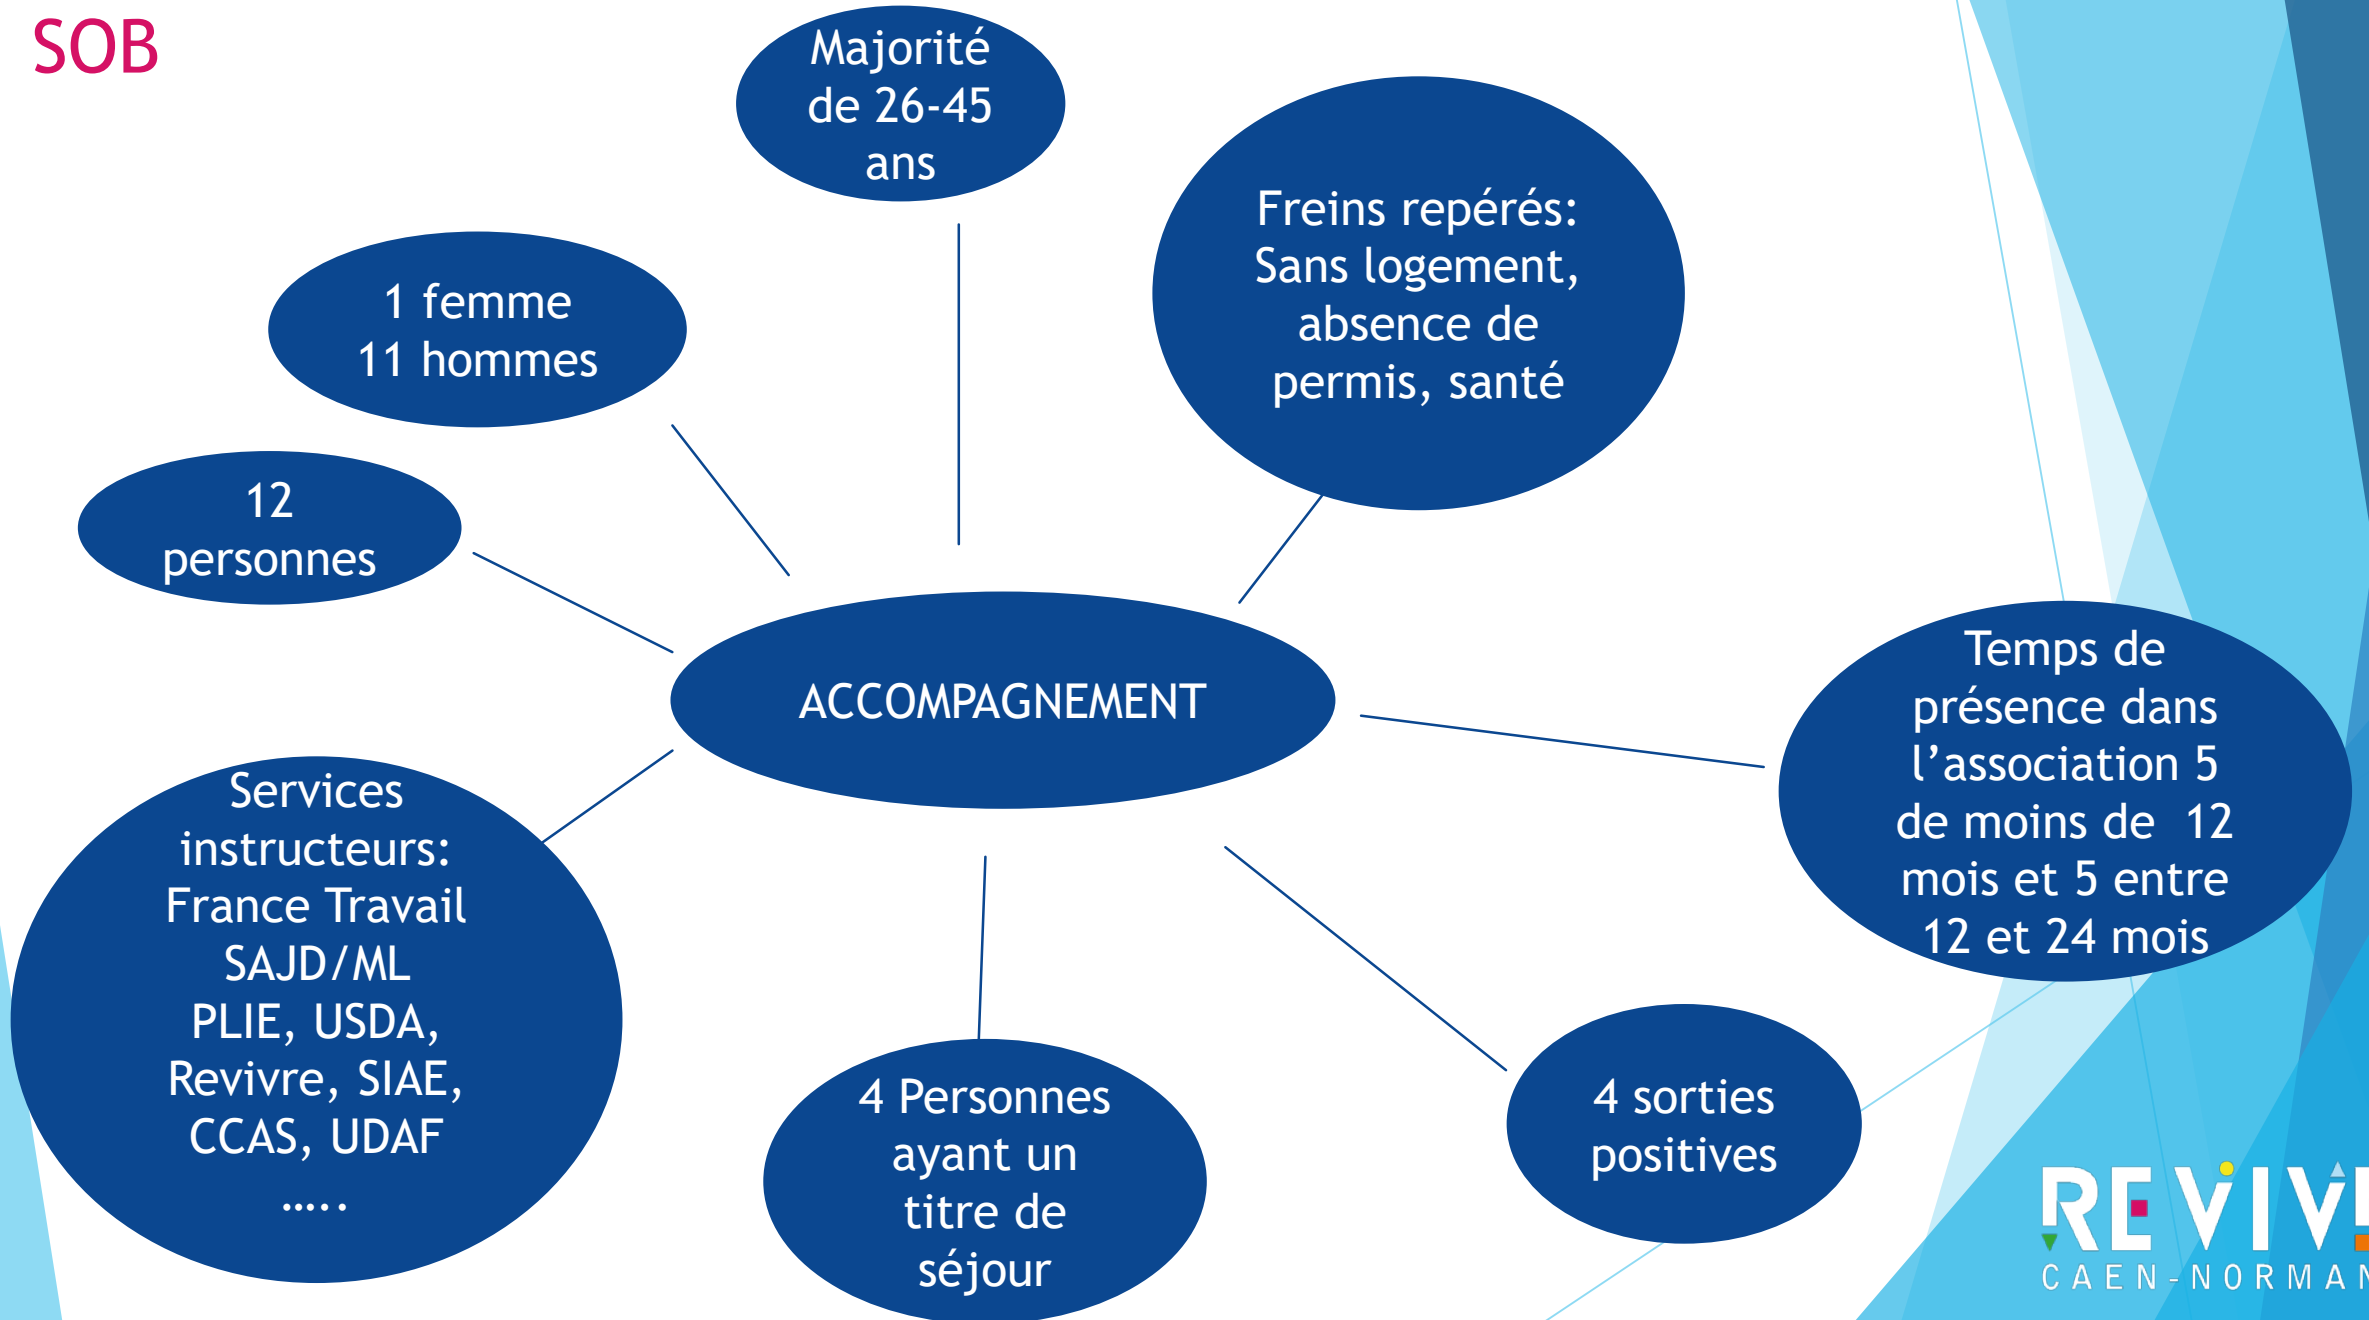 SOB
Majorité
de 26-45
ans
Freins repérés:
Sans logement,
absence de
permis, santé
1 femme
11 hommes
12
personnes
ACCOMPAGNEMENT
Temps de
présence dans
l’association 5
de moins de 12
mois et 5 entre
12 et 24 mois
Services
instructeurs:
France Travail
SAJD/ML
PLIE, USDA,
Revivre, SIAE,
CCAS, UDAF
…..
4 Personnes
ayant un
titre de
séjour
4 sorties
positives
REVIV
CAEN-NORMAN